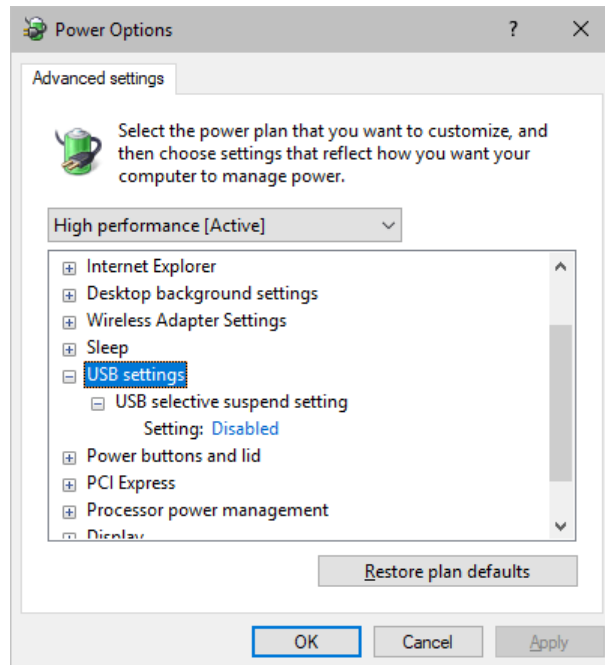 Power Options
?
Advanced settings
Select the power plan that you want to customize, and
then choose settings that reflect how you want your
computer to manage power.
High performance [Active]
Internet Explorer
Desktop background settings
Wireless Adapter Settings
Sleep
USB settings
USB selective suspend setting
Setting: Disabled
Power buttons and lid
PCI Express
Processor power management
Display
Restore plan defaults
OK Cancel Apply